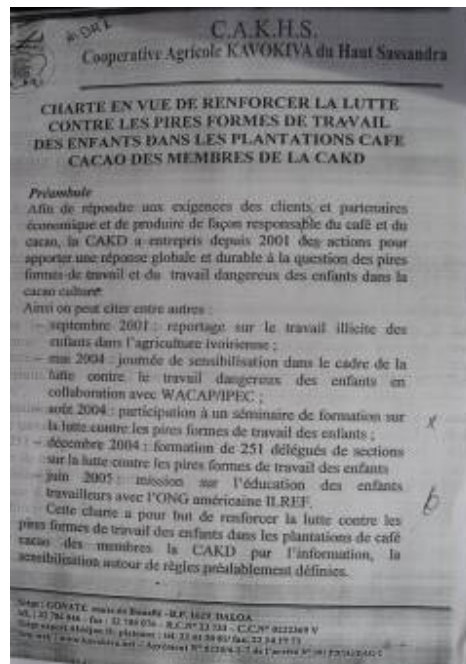 C.A.K.H.S.
Cooperative Agricole KAVOKIVA du Haut Sassandra
CHARTE EN VUE DE RENFORCER LA LUTTE
CONTRE LES PIRES FORMES DE TRAVAIL
DES ENFANTS DANS LES PLANTATIONS CAFE
CACAO DES MEMBRES DE LA CAKD
Préambule
Afin de répondre aux exigences des clients et partenaires
économique et de produire de façon responsable du café et du
cacao, la CAKD a entrepris depuis 2001 des actions pour
apporter une réponse globale et durable à la question des pires
formes de travail et du travail dangereux des enfants dans la
cacao culture.
Ainsi on peut citer entre autres :
– septembre 2001 : reportage sur le travail illicite des
enfants dans l'agriculture ivoirienne ;
– mai 2004 : journée de sensibilisation dans le cadre de la
lutte contre le travail dangereux des enfants en
collaboration avec WACAP/IPEC ;
– août 2004 : participation à un séminaire de formation sur
la lutte contre les pires formes de travail des enfants ;
– décembre 2004 : formation de 251 délégués de sections
sur la lutte contre les pires formes de travail des enfants
– juin 2005 : mission sur l'éducation des enfants
travailleurs avec l'ONG américaine ILREF.
Cette charte a pour but de renforcer la lutte contre les
pires formes de travail des enfants dans les plantations de café
cacao des membres la CAKD par l'information, la
sensibilisation autour de règles préalablement définies.
Siège : GONATE route de Bouaflé - B.P. 1629 DALOA